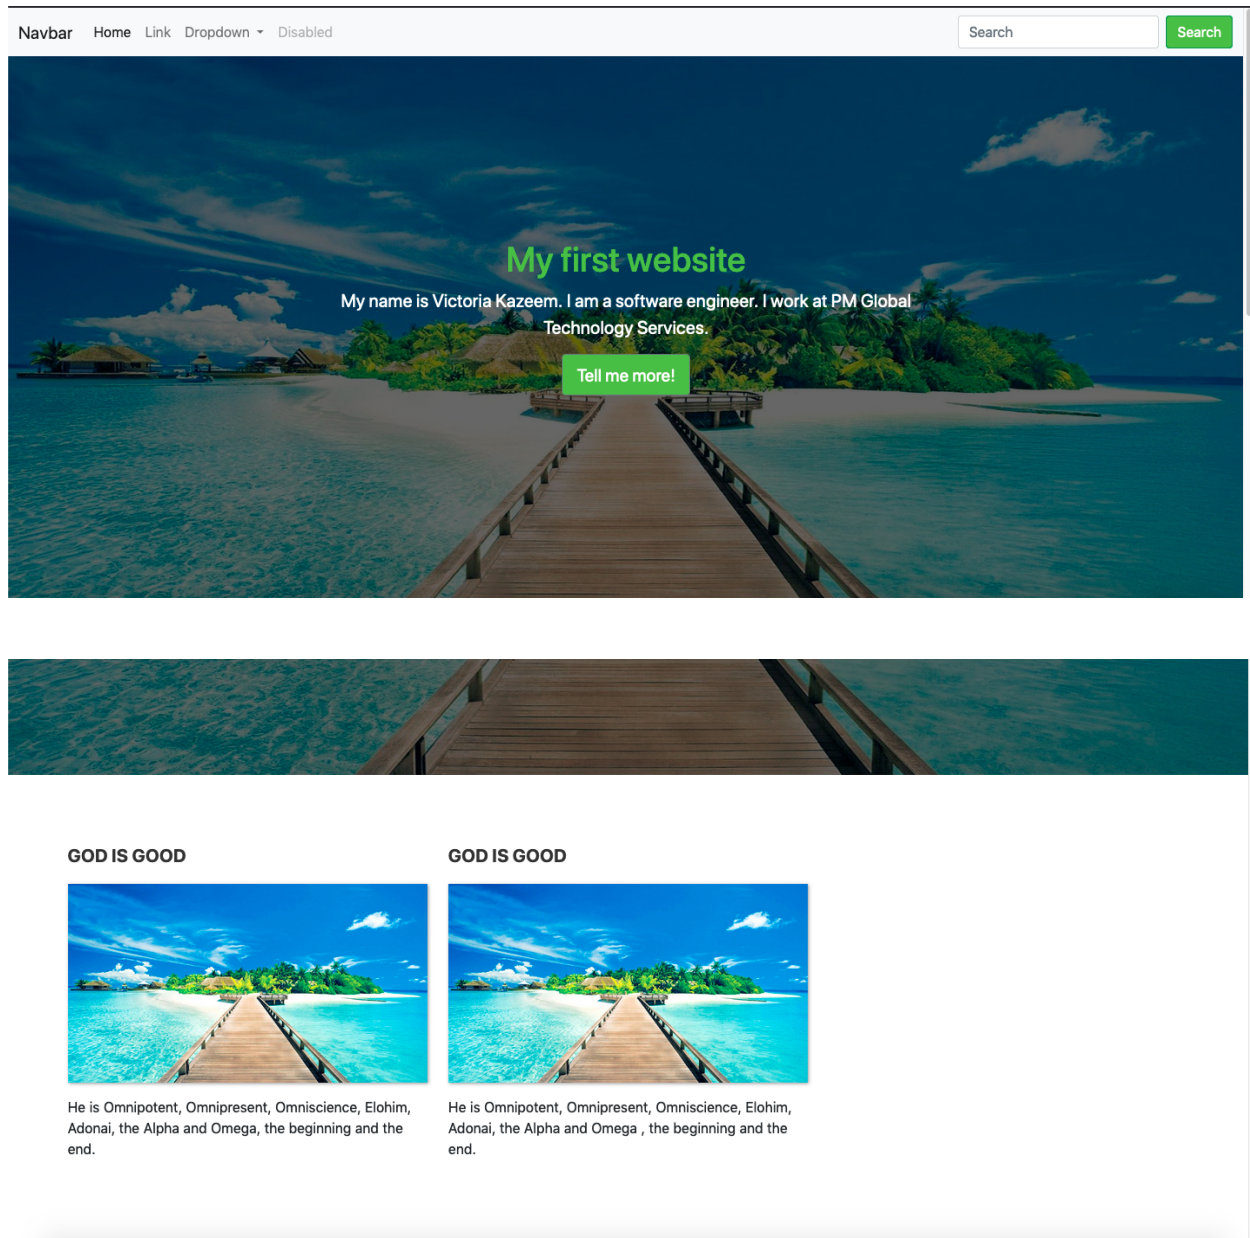 Navbar Home Link Dropdown Disabled Search Search
My first website
My name is Victoria Kazeem. I am a software engineer. I work at PM Global
Technology Services.
Tell me more!
GOD IS GOOD
He is Omnipotent, Omnipresent, Omniscience, Elohim,
Adonai, the Alpha and Omega, the beginning and the
end.
GOD IS GOOD
He is Omnipotent, Omnipresent, Omniscience, Elohim,
Adonai, the Alpha and Omega , the beginning and the
end.